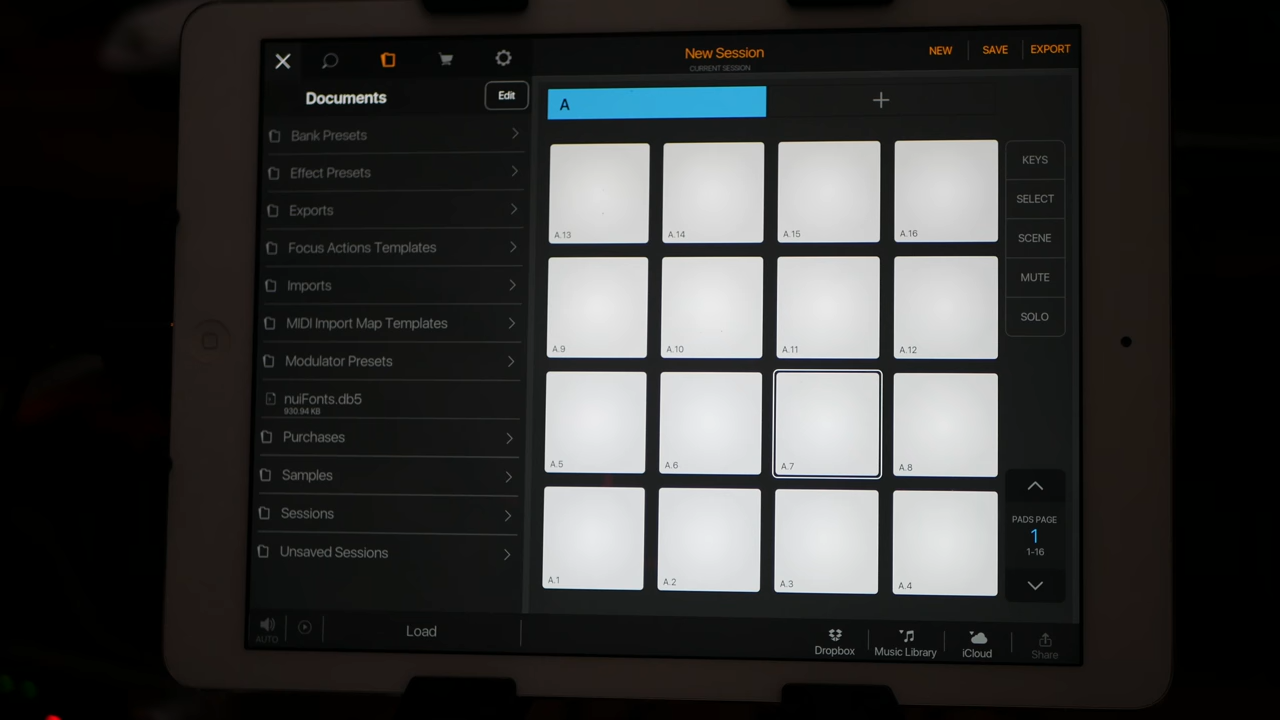 New Session
CURRENT SESSION
NEW
SAVE
EXPORT
Documents
Edit
Bank Presets
Effect Presets
Exports
Focus Actions Templates
Imports
MIDI Import Map Templates
Modulator Presets
nuiFonts.db5
930.94 KB
Purchases
Samples
Sessions
Unsaved Sessions
AUTO
Load
A
A.13
A.14
A.15
A.16
A.9
A.10
A.11
A.12
A.5
A.6
A.7
A.8
A.1
A.2
A.3
A.4
KEYS
SELECT
SCENE
MUTE
SOLO
PADS PAGE
1
1-16
Dropbox
Music Library
iCloud
Share